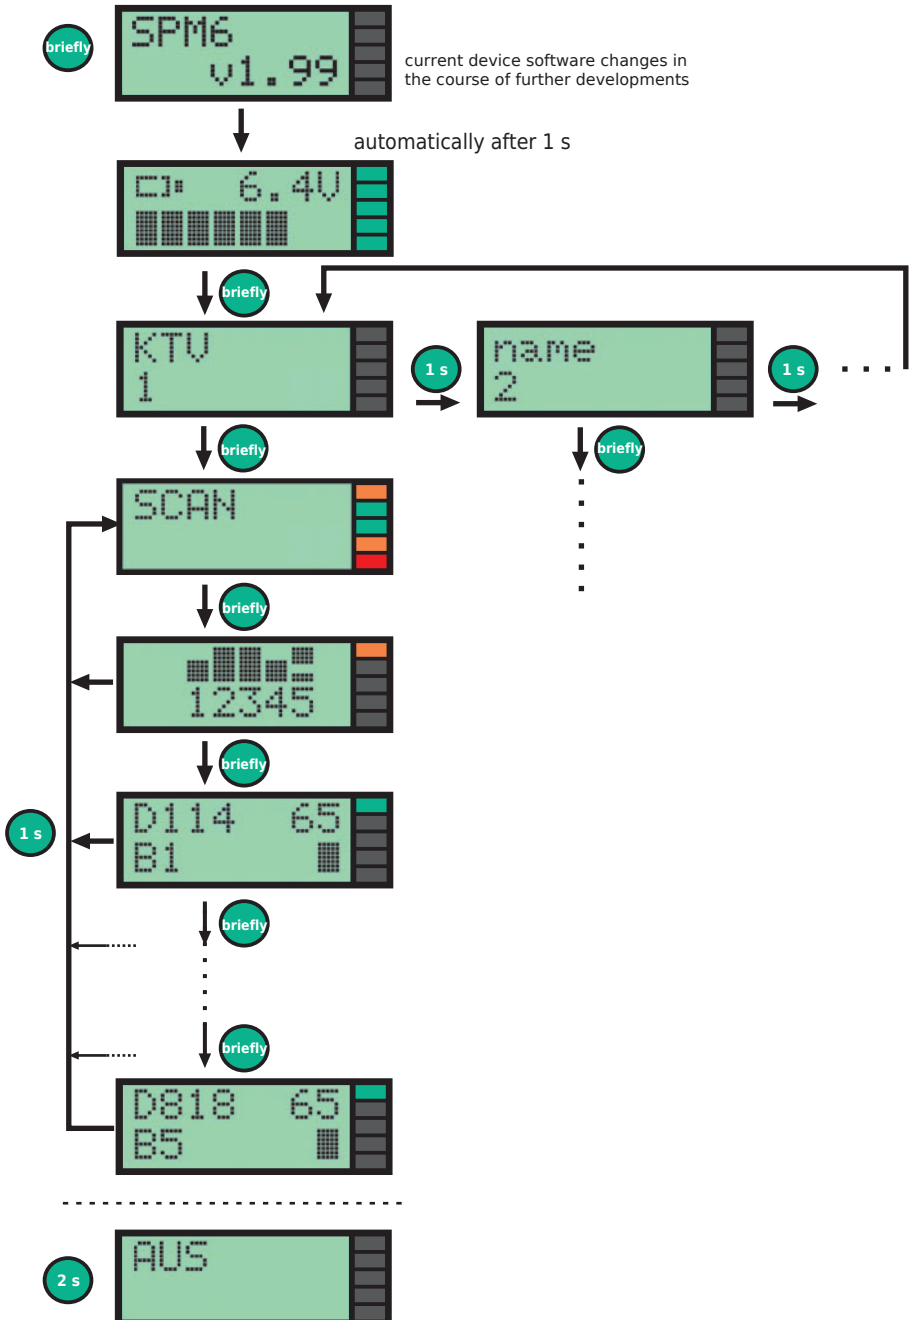 briefly
SPM6
v1.99
current device software changes in
the course of further developments
automatically after 1 s
6.4V
briefly
KTV
1
1 s
name
2
1 s
briefly
briefly
SCAN
briefly
12345
briefly
D114 65
B1
1 s
briefly
briefly
D818 65
B5
AUS
2 s